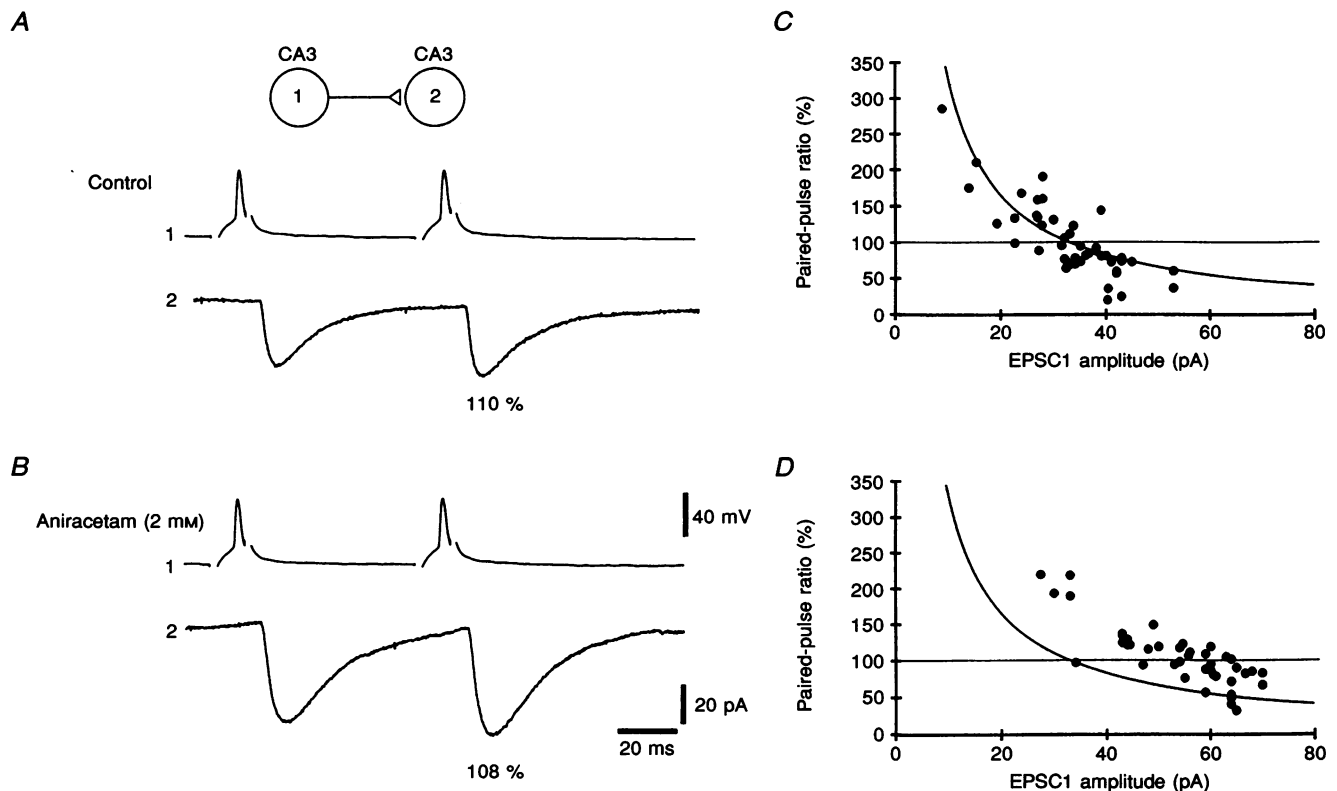 A
CA3 CA3
1 2
Control
1
2
110 %
B
Aniracetam (2 mM)
40 mV
1
2
20 pA
20 ms
108 %
C
Paired-pulse ratio (%)
350
300
250
200
150
100
50
0
0 20 40 60 80
EPSC1 amplitude (pA)
D
Paired-pulse ratio (%)
350
300
250
200
150
100
50
0
0 20 40 60 80
EPSC1 amplitude (pA)